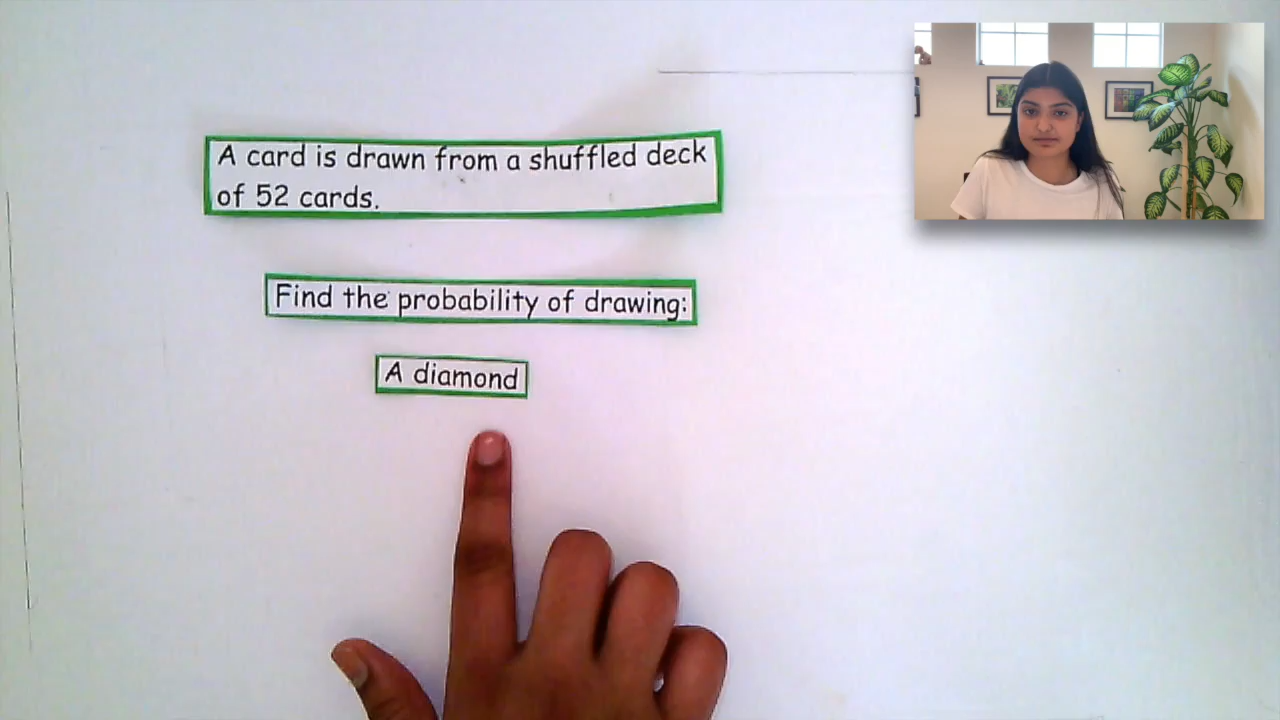 A card is drawn from a shuffled deck
of 52 cards.
Find the probability of drawing:
A diamond